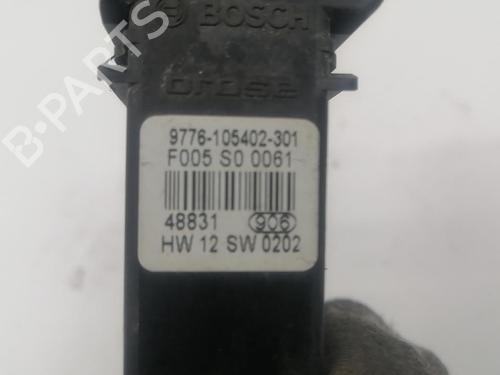 BOSCH
9776-105402-301
F005 S0 0061
48831 906
HW 12 SW 0202
B-PARTS